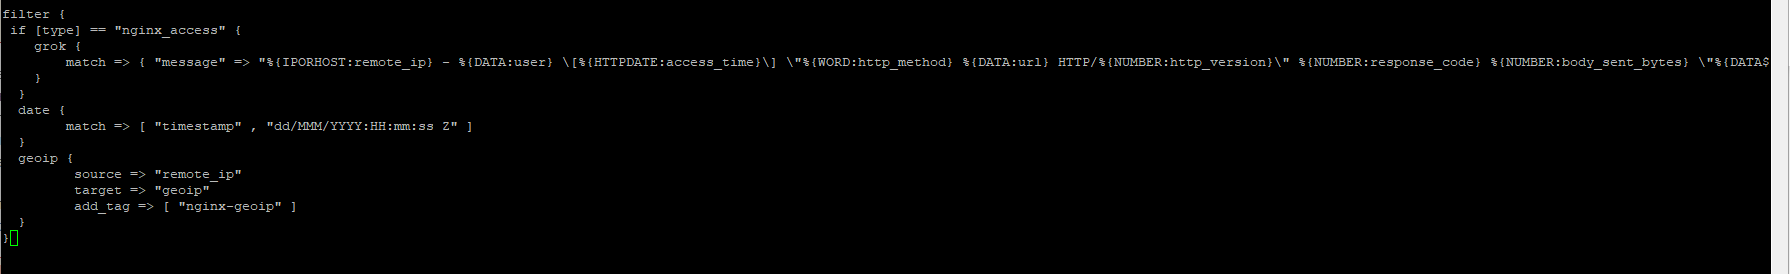 filter {
 if [type] == "nginx_access" {
    grok {
        match => { "message" => "%{IPORHOST:remote_ip} - %{DATA:user} \[%{HTTPDATE:access_time}\] \"%{WORD:http_method} %{DATA:url} HTTP/%{NUMBER:http_version}\" %{NUMBER:response_code} %{NUMBER:body_sent_bytes} \"%{DATA$
    }
  }
  date {
        match => [ "timestamp" , "dd/MMM/YYYY:HH:mm:ss Z" ]
  }
  geoip {
         source => "remote_ip"
         target => "geoip"
         add_tag => [ "nginx-geoip" ]
  }
}